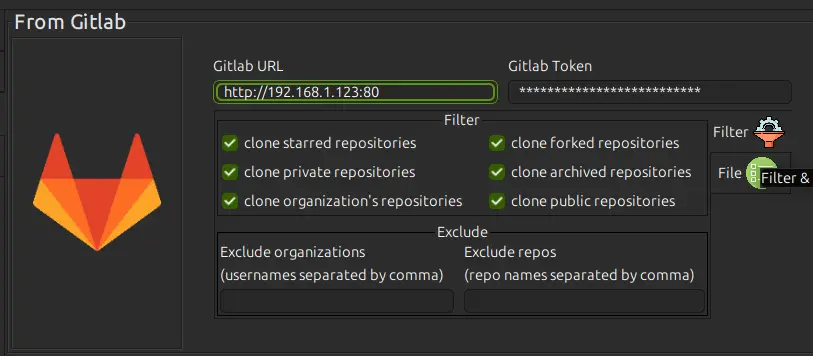 From Gitlab
Gitlab URL Gitlab Token
http://192.168.1.123:80 **************************
Filter
clone starred repositories clone forked repositories
Filter
clone private repositories clone archived repositories
File
Filter &
clone organization's repositories clone public repositories
Exclude
Exclude organizations Exclude repos
(usernames separated by comma) (repo names separated by comma)